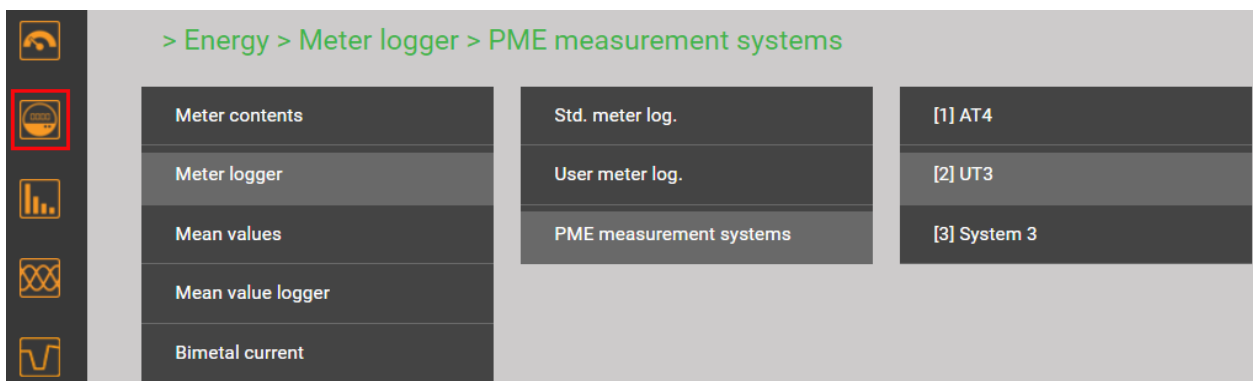 > Energy > Meter logger > PME measurement systems
Meter contents
Meter logger
Mean values
Mean value logger
Bimetal current
Std. meter log.
User meter log.
PME measurement systems
[1] AT4
[2] UT3
[3] System 3